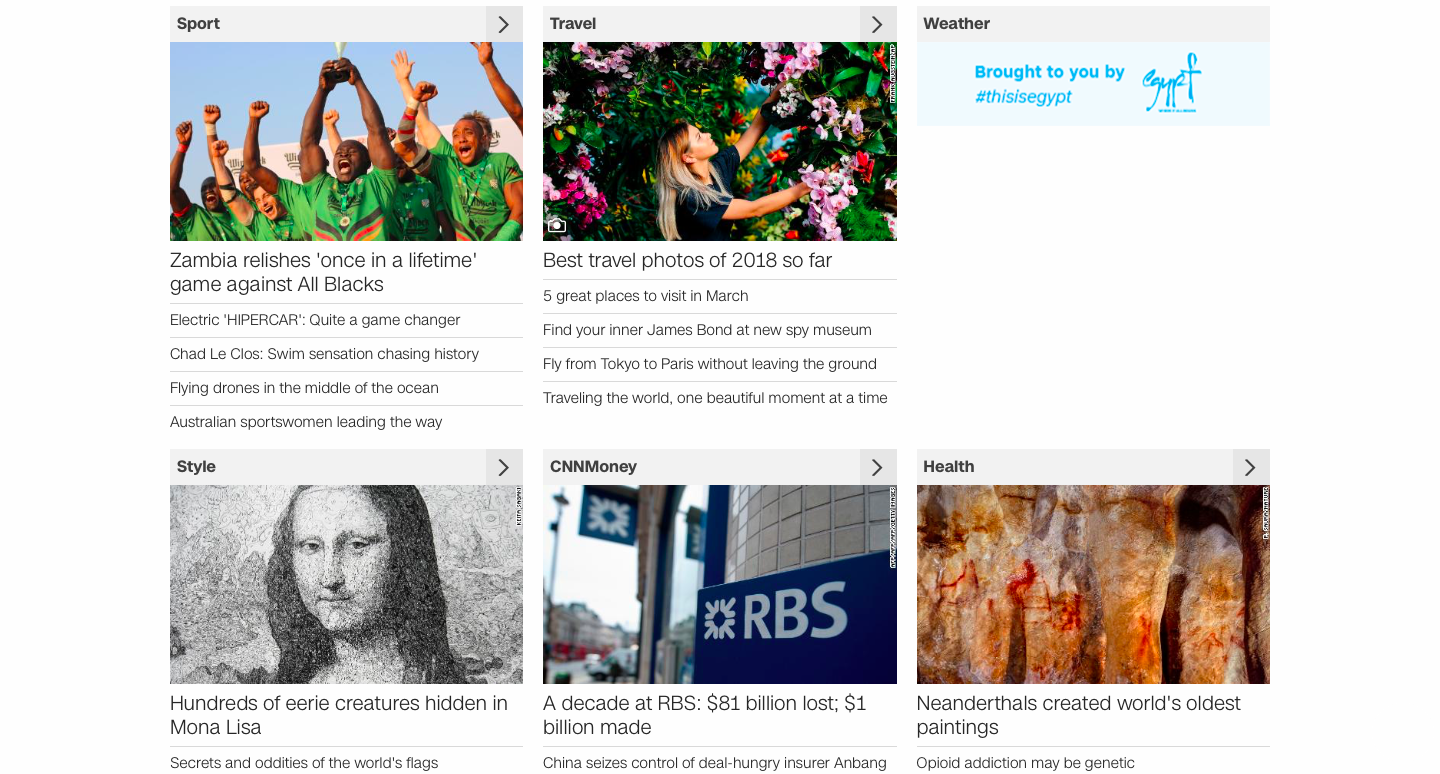 Sport
Zambia relishes 'once in a lifetime'
game against All Blacks
Electric 'HIPERCAR': Quite a game changer
Chad Le Clos: Swim sensation chasing history
Flying drones in the middle of the ocean
Australian sportswomen leading the way
Travel
Best travel photos of 2018 so far
5 great places to visit in March
Find your inner James Bond at new spy museum
Fly from Tokyo to Paris without leaving the ground
Traveling the world, one beautiful moment at a time
Weather
Brought to you by
#thisisegypt
egypt
Style
Hundreds of eerie creatures hidden in
Mona Lisa
Secrets and oddities of the world's flags
CNNMoney
RBS
A decade at RBS: $81 billion lost; $1
billion made
China seizes control of deal-hungry insurer Anbang
Health
Neanderthals created world's oldest
paintings
Opioid addiction may be genetic